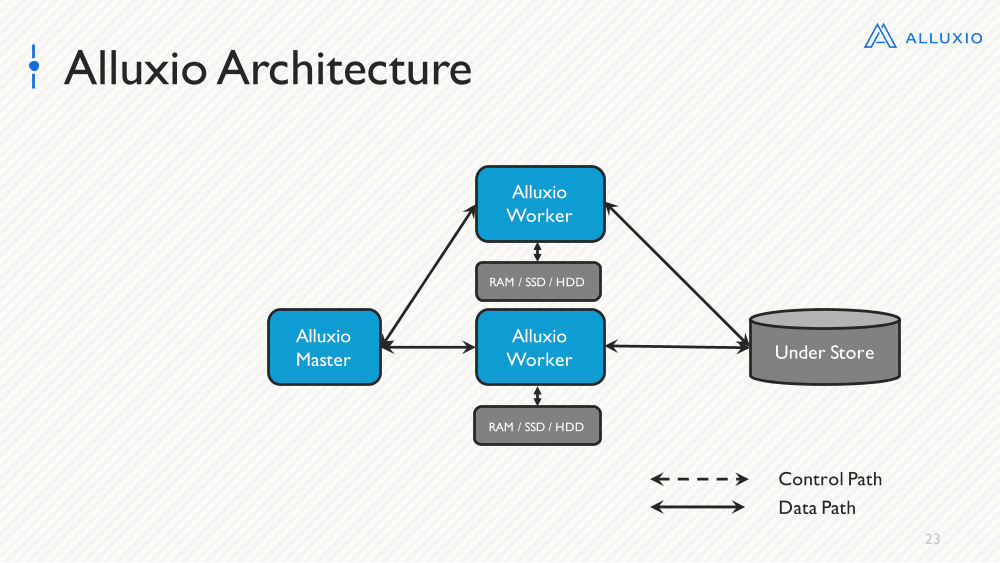 ALLUXIO
Alluxio Architecture
Alluxio
Worker
RAM / SSD / HDD
Alluxio
Master
Alluxio
Worker
Under Store
RAM / SSD / HDD
Control Path
Data Path
23